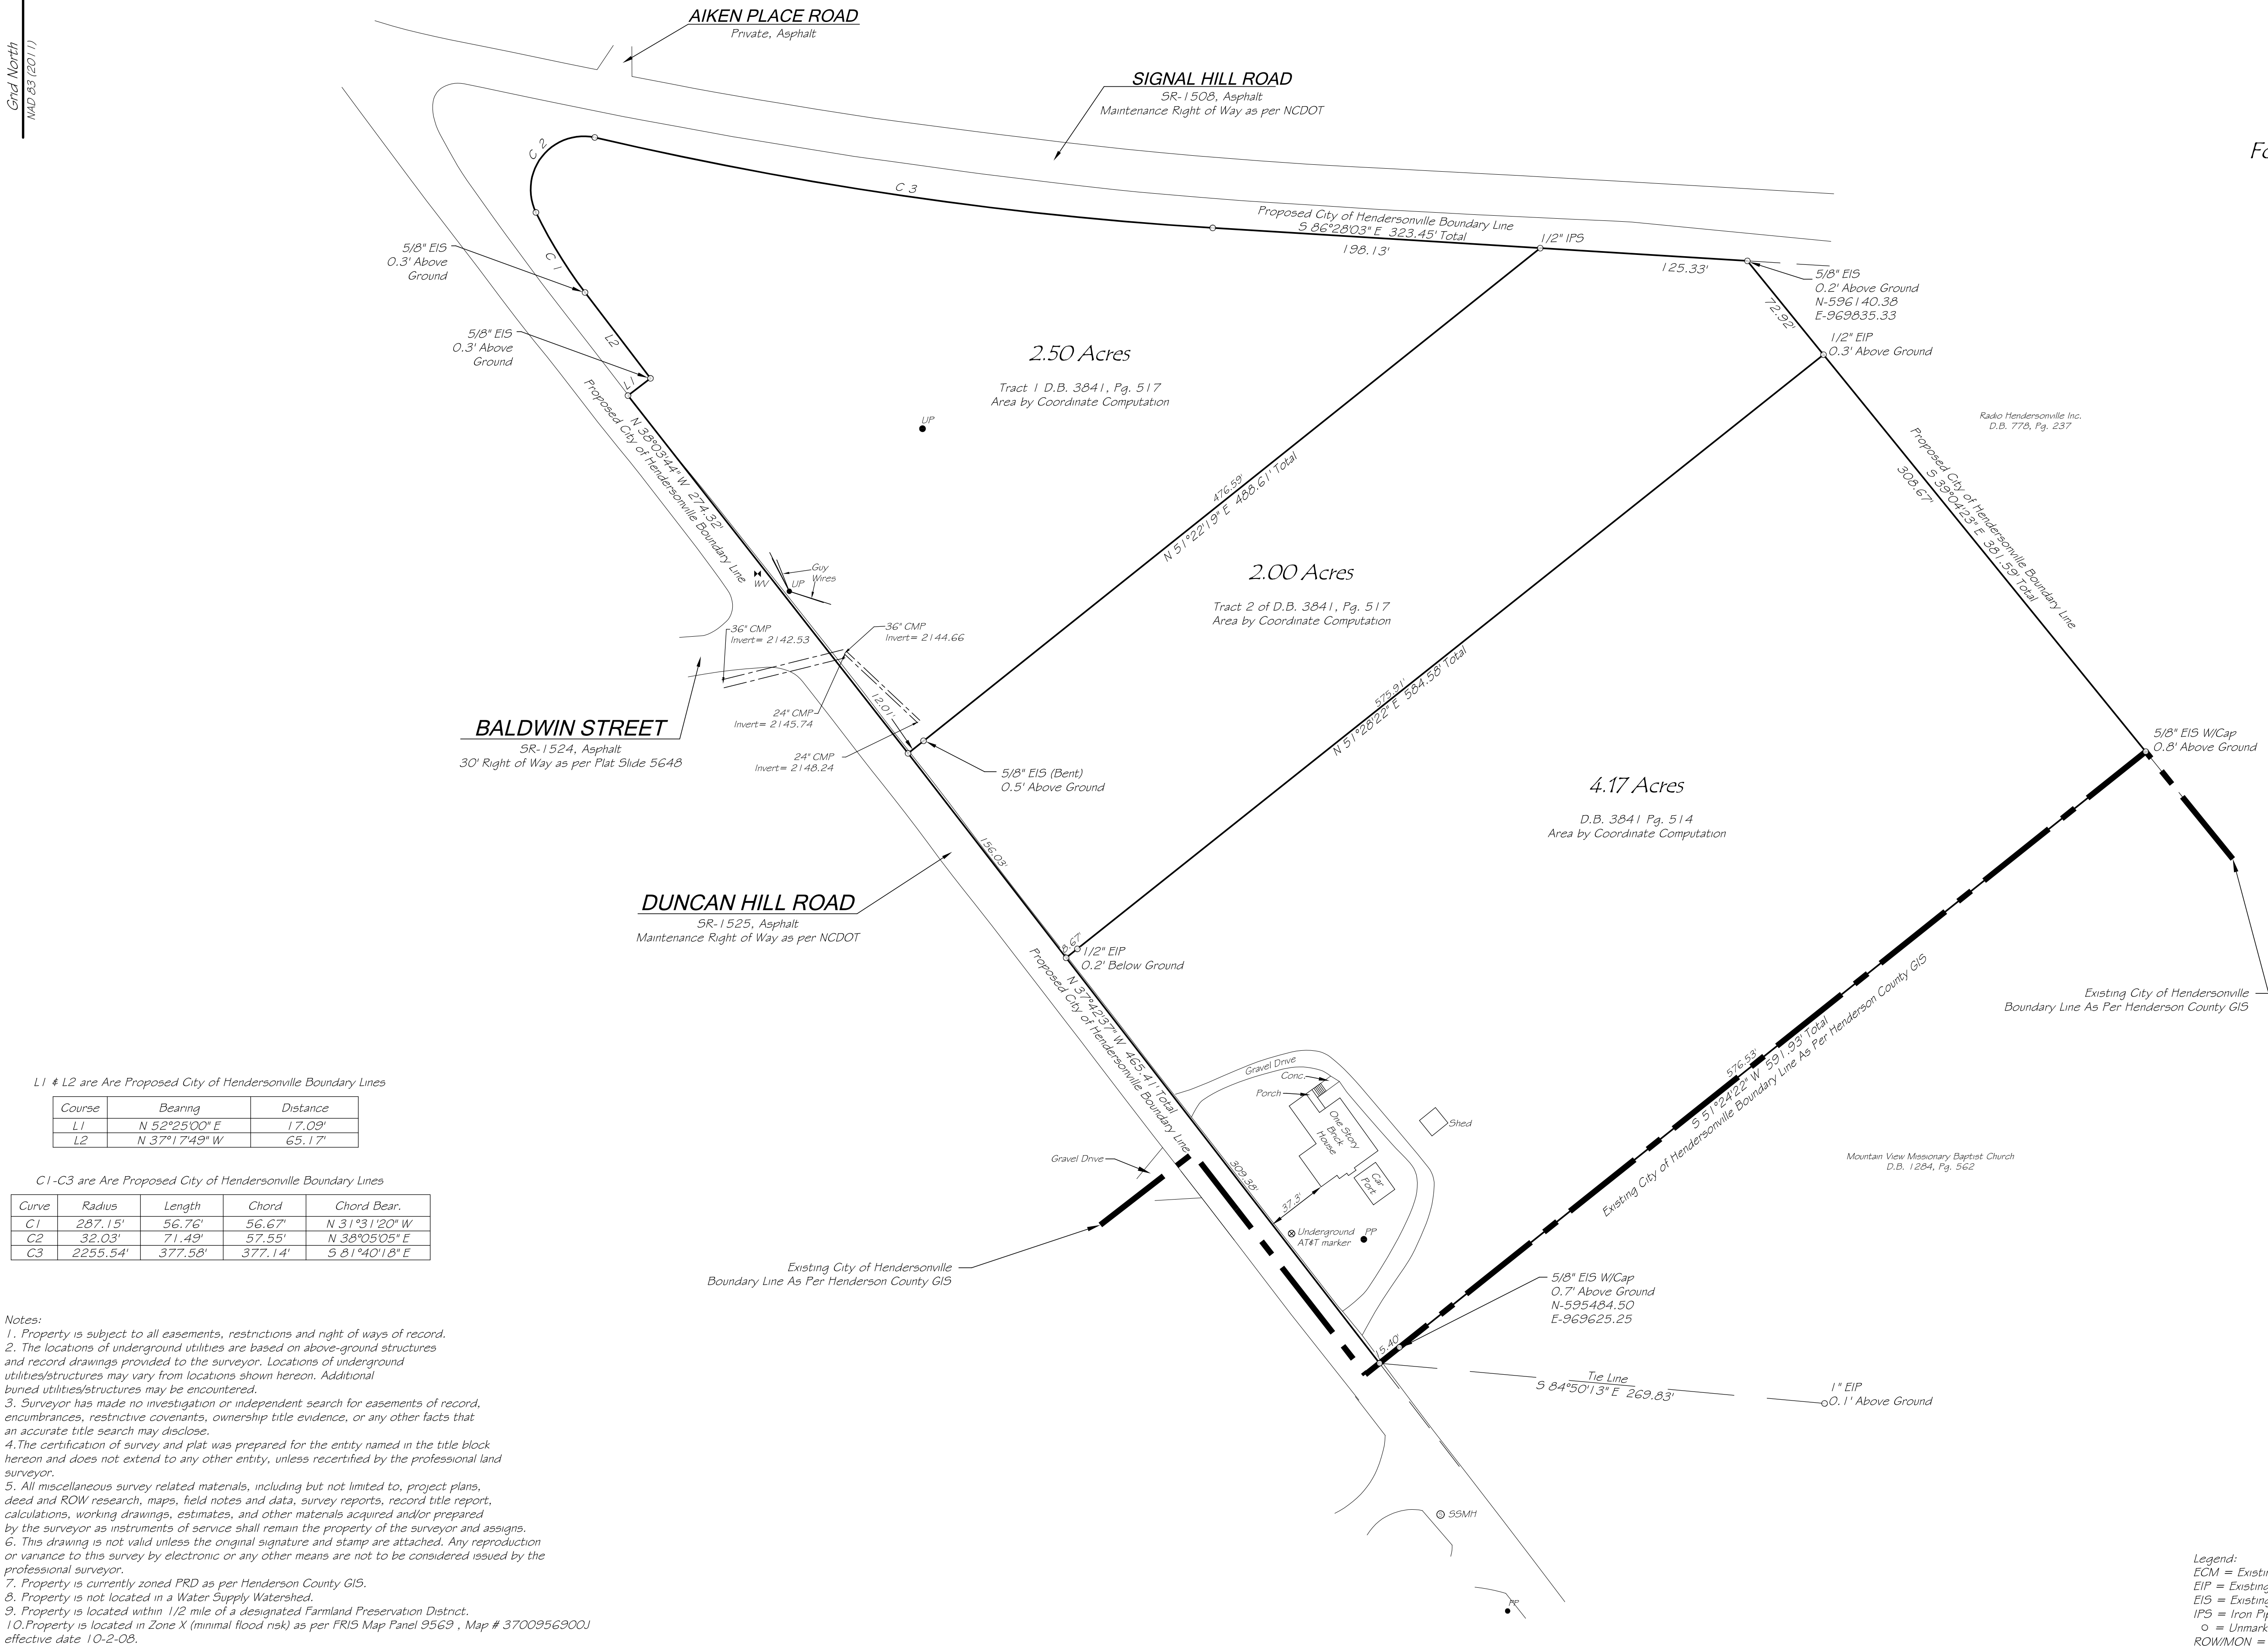 Grid North
NAD 83 (2011)
AIKEN PLACE ROAD
Private, Asphalt
SIGNAL HILL ROAD
SR-1508, Asphalt
Maintenance Right of Way as per NCDOT
C 2
C 3
Proposed City of Hendersonville Boundary Line
S 86°28'03" E 323.45' Total
198.13'
1/2" IPS
125.33'
5/8" EIS
0.3' Above
Ground
C 1
5/8" EIS
0.2' Above Ground
N-596140.38
E-969835.33
72.92'
1/2" EIP
0.3' Above Ground
5/8" EIS
0.3' Above
Ground
L2
L1
2.50 Acres
Tract 1 D.B. 3841, Pg. 517
Area by Coordinate Computation
UP
Radio Hendersonville Inc.
D.B. 778, Pg. 237
Proposed City of Hendersonville Boundary Line
S 39°04'23" E 381.59' Total
308.67'
N 38°03'44" W 274.32'
Proposed City of Hendersonville Boundary Line
476.59'
N 51°22'19" E 488.61' Total
Guy
Wires
WV
UP
2.00 Acres
Tract 2 of D.B. 3841, Pg. 517
Area by Coordinate Computation
36" CMP
Invert= 2142.53
36" CMP
Invert= 2144.66
575.91'
N 51°28'22" E 584.58' Total
12.01'
24" CMP
Invert= 2145.74
24" CMP
Invert= 2148.24
BALDWIN STREET
SR-1524, Asphalt
30' Right of Way as per Plat Slide 5648
5/8" EIS (Bent)
0.5' Above Ground
5/8" EIS W/Cap
0.8' Above Ground
4.17 Acres
D.B. 3841 Pg. 514
Area by Coordinate Computation
156.03'
DUNCAN HILL ROAD
SR-1525, Asphalt
Maintenance Right of Way as per NCDOT
8.67'
1/2" EIP
0.2' Below Ground
N 37°42'37" W 465.41' Total
Proposed City of Hendersonville Boundary Line
Existing City of Hendersonville
Boundary Line As Per Henderson County GIS
576.53'
S 51°24'22" W 591.93' Total
Existing City of Hendersonville Boundary Line As Per Henderson County GIS
Gravel Drive
Conc.
Porch
One Story
Brick
House
Shed
Car
Port
Gravel Drive
309.38'
37.3'
Underground
AT&T marker
PP
Mountain View Missionary Baptist Church
D.B. 1284, Pg. 562
Existing City of Hendersonville
Boundary Line As Per Henderson County GIS
5/8" EIS W/Cap
0.7' Above Ground
N-595484.50
E-969625.25
15.40'
Tie Line
S 84°50'13" E 269.83'
1" EIP
0.1' Above Ground
SSMH
PP
L1 & L2 are Are Proposed City of Hendersonville Boundary Lines
Course Bearing Distance
L1 N 52°25'00" E 17.09'
L2 N 37°17'49" W 65.17'
C1-C3 are Are Proposed City of Hendersonville Boundary Lines
Curve Radius Length Chord Chord Bear.
C1 287.15' 56.76' 56.67' N 31°31'20" W
C2 32.03' 71.49' 57.55' N 38°05'05" E
C3 2255.54' 377.58' 377.14' S 81°40'18" E
Notes:
1. Property is subject to all easements, restrictions and right of ways of record.
2. The locations of underground utilities are based on above-ground structures
and record drawings provided to the surveyor. Locations of underground
utilities/structures may vary from locations shown hereon. Additional
buried utilities/structures may be encountered.
3. Surveyor has made no investigation or independent search for easements of record,
encumbrances, restrictive covenants, ownership title evidence, or any other facts that
an accurate title search may disclose.
4.The certification of survey and plat was prepared for the entity named in the title block
hereon and does not extend to any other entity, unless recertified by the professional land
surveyor.
5. All miscellaneous survey related materials, including but not limited to, project plans,
deed and ROW research, maps, field notes and data, survey reports, record title report,
calculations, working drawings, estimates, and other materials acquired and/or prepared
by the surveyor as instruments of service shall remain the property of the surveyor and assigns.
6. This drawing is not valid unless the original signature and stamp are attached. Any reproduction
or variance to this survey by electronic or any other means are not to be considered issued by the
professional surveyor.
7. Property is currently zoned PRD as per Henderson County GIS.
8. Property is not located in a Water Supply Watershed.
9. Property is located within 1/2 mile of a designated Farmland Preservation District.
10.Property is located in Zone X (minimal flood risk) as per FRIS Map Panel 9569 , Map # 3700956900J
effective date 10-2-08.
Legend:
ECM =
EIP = Existing
EIS = Existing
IPS = Iron
=
ROW/MON =